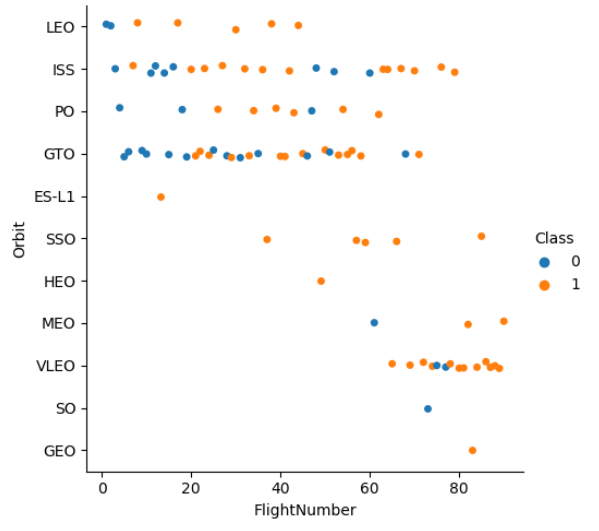 LEO
ISS
PO
GTO
ES-L1
SSO
HEO
MEO
VLEO
SO
GEO
Orbit
0
20
40
60
80
FlightNumber
Class
0
1